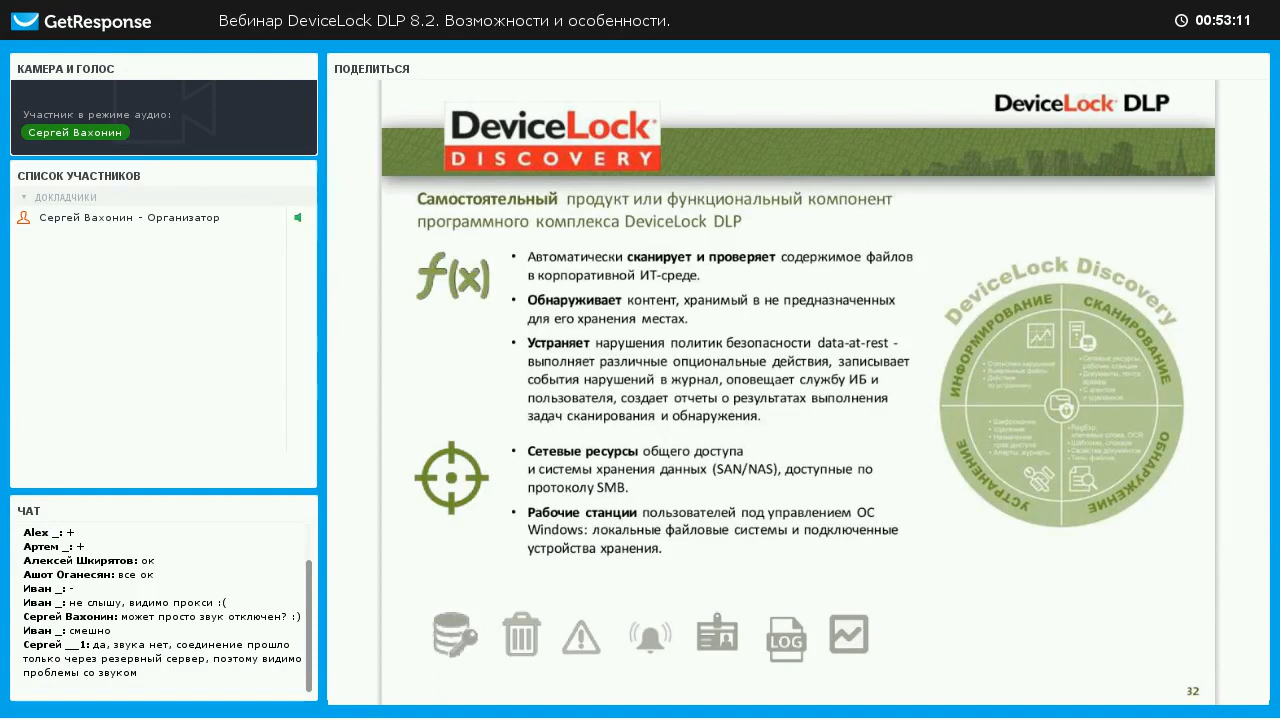 GetResponse
Вебинар DeviceLock DLP 8.2. Возможности и особенности.
00:53:11
КАМЕРА И ГОЛОС
Участник в режиме аудио:
Сергей Вахонин
СПИСОК УЧАСТНИКОВ
ДОКЛАДЧИКИ
Сергей Вахонин - Организатор
ЧАТ
Alex _: +
Артем _: +
Алексей Шкирятов: ок
Ашот Оганесян: все ок
Иван _: -
Иван _: не слышу, видимо прокси :(
Сергей Вахонин: может просто звук отключен? :)
Иван _: смешно
Сергей __1: да, звука нет, соединение прошло
только через резервный сервер, поэтому видимо
проблемы со звуком
ПОДЕЛИТЬСЯ
DeviceLock DLP
DeviceLock
DISCOVERY
Самостоятельный продукт или функциональный компонент
программного комплекса DeviceLock DLP
f(x)
• Автоматически сканирует и проверяет содержимое файлов
в корпоративной ИТ-среде.
• Обнаруживает контент, хранимый в не предназначенных
для его хранения местах.
• Устраняет нарушения политик безопасности data-at-rest -
выполняет различные опциональные действия, записывает
события нарушений в журнал, оповещает службу ИБ и
пользователя, создает отчеты о результатах выполнения
задач сканирования и обнаружения.
• Сетевые ресурсы общего доступа
и системы хранения данных (SAN/NAS), доступные по
протоколу SMB.
• Рабочие станции пользователей под управлением ОС
Windows: локальные файловые системы и подключенные
устройства хранения.
DeviceLock Discovery
ИНФОРМИРОВАНИЕ
СКАНИРОВАНИЕ
УСТРАНЕНИЕ
ОБНАРУЖЕНИЕ
LOG
32